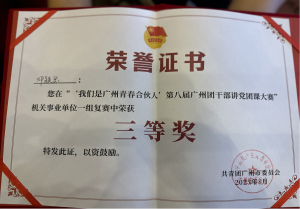 荣誉证书
您在“‘我们是广州青春合伙人’第八届广州团干部讲党团课大赛”
机关事业单位一组复赛中荣获
三等奖
特发此证，以资鼓励。
共青团广州市委员会